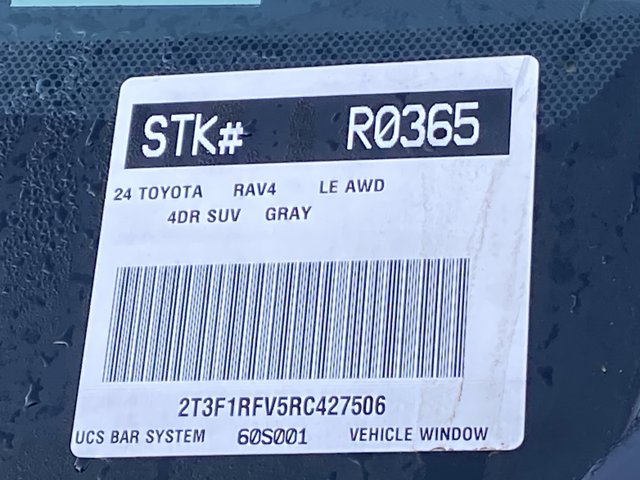 STK# R0365
24 TOYOTA RAV4 LE AWD
4DR SUV GRAY
2T3F1RFV5RC427506
UCS BAR SYSTEM 60S001 VEHICLE WINDOW